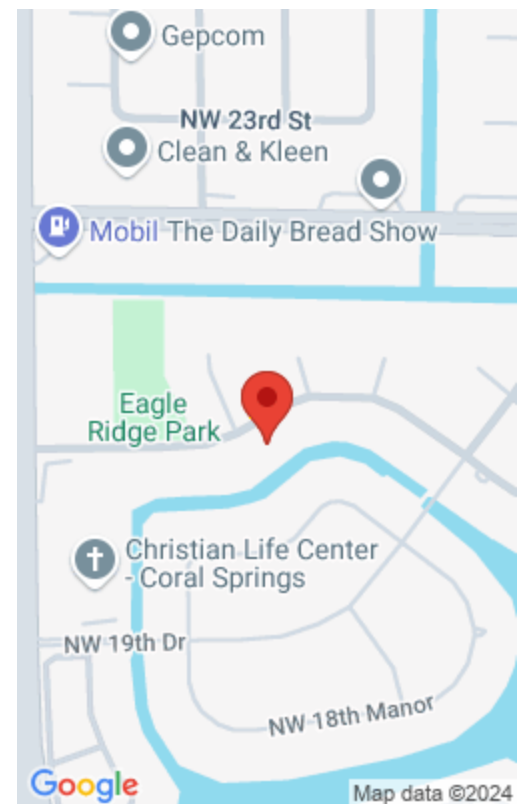 Gepcom
NW 23rd St
Clean & Kleen
Mobil
The Daily Bread Show
Eagle
Ridge Park
Christian Life Center
- Coral Springs
NW 19th Dr
NW 18th Manor
Google
Map data ©2024